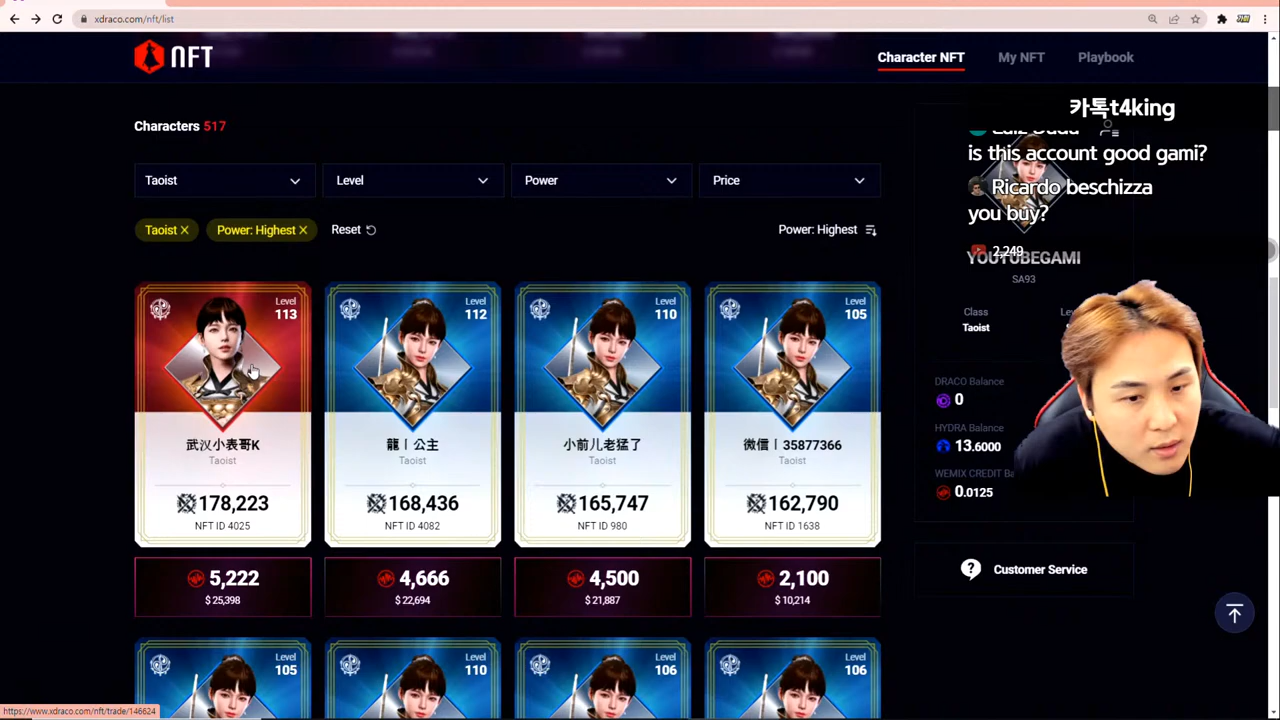 xdraco.com/nft/list
NFT
Character NFT
My NFT
Playbook
카톡t4king
is this account good gami?
Ricardo beschizza
you buy?
2,249
Characters 517
Taoist
Level
Power
Price
Taoist X
Power: Highest X
Reset
Power: Highest
YOUTUBEGAMI
SA93
Class
Taoist
DRACO Balance
0
HYDRA Balance
13.6000
WEMIX CREDIT
0.0125
Customer Service
Level
113
武汉小表哥K
Taoist
178,223
NFT ID 4025
5,222
$ 25,398
Level
112
龍丨公主
Taoist
168,436
NFT ID 4082
4,666
$ 22,694
Level
110
小前儿老猛了
Taoist
165,747
NFT ID 980
4,500
$ 21,887
Level
105
微信丨35877366
Taoist
162,790
NFT ID 1638
2,100
$ 10,214
Level
105
Level
110
Level
106
Level
106
https://www.xdraco.com/nft/trade/146624